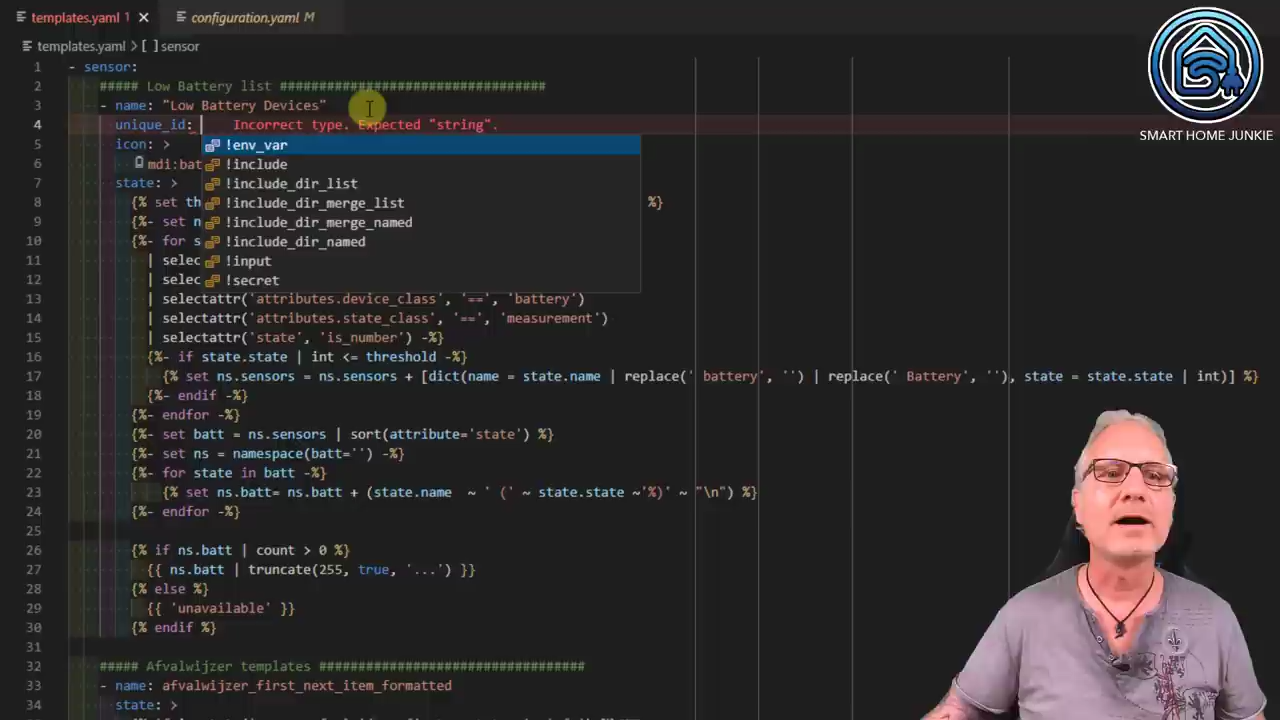 templates.yaml 1 configuration.yaml M
templates.yaml > [ ] sensor
1 - sensor:
2 ##### Low Battery list ##################################
3 - name: "Low Battery Devices"
4 unique_id: Incorrect type. Expected "string".
!env_var
5 icon: >
!include
6 mdi:bat
!include_dir_list
7 state: >
!include_dir_merge_list
8 {% set th %}
!include_dir_merge_named
9 {%- set n
!include_dir_named
10 {%- for s
!input
11 | selec
!secret
12 | selec
13 | selectattr('attributes.device_class', '==', 'battery')
14 | selectattr('attributes.state_class', '==', 'measurement')
15 | selectattr('state', 'is_number') -%}
16 {%- if state.state | int <= threshold -%}
17 {% set ns.sensors = ns.sensors + [dict(name = state.name | replace(' battery', '') | replace(' Battery', ''), state = state.state | int)] %}
18 {%- endif -%}
19 {%- endfor -%}
20 {%- set batt = ns.sensors | sort(attribute='state') %}
21 {%- set ns = namespace(batt='') -%}
22 {%- for state in batt -%}
23 {% set ns.batt= ns.batt + (state.name ~ ' (' ~ state.state ~'%)' ~ "\n") %}
24 {%- endfor -%}
25
26 {% if ns.batt | count > 0 %}
27 {{ ns.batt | truncate(255, true, '...') }}
28 {% else %}
29 {{ 'unavailable' }}
30 {% endif %}
31
32 ##### Afvalwijzer templates ##################################
33 - name: afvalwijzer_first_next_item_formatted
34 state: >
SMART HOME JUNKIE